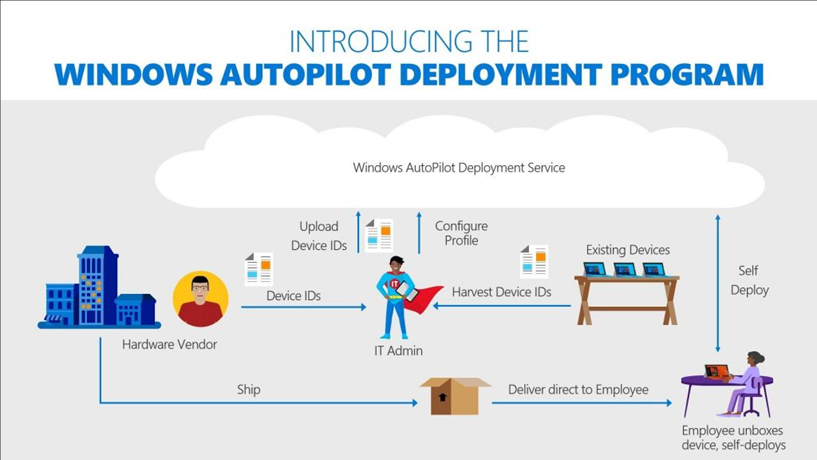 INTRODUCING THE
WINDOWS AUTOPILOT DEPLOYMENT PROGRAM
Windows AutoPilot Deployment Service
Upload
Device IDs
Configure
Profile
Existing Devices
Self
Deploy
Device IDs
IT
Harvest Device IDs
Hardware Vendor
IT Admin
Ship
Deliver direct to Employee
Employee unboxes
device, self-deploys